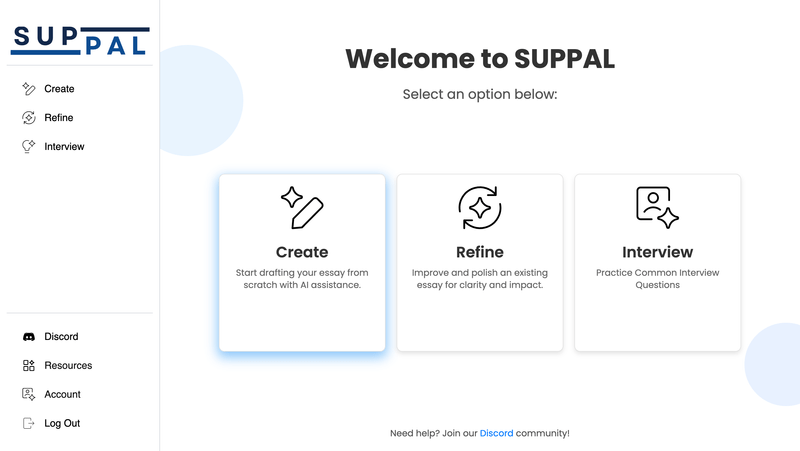 SUP
PAL
Create
Refine
Interview
Discord
Resources
Account
Log Out
Welcome to SUPPAL
Select an option below:
Create
Start drafting your essay from
scratch with AI assistance.
Refine
Improve and polish an existing
essay for clarity and impact.
Interview
Practice Common Interview
Questions
Need help? Join our Discord community!